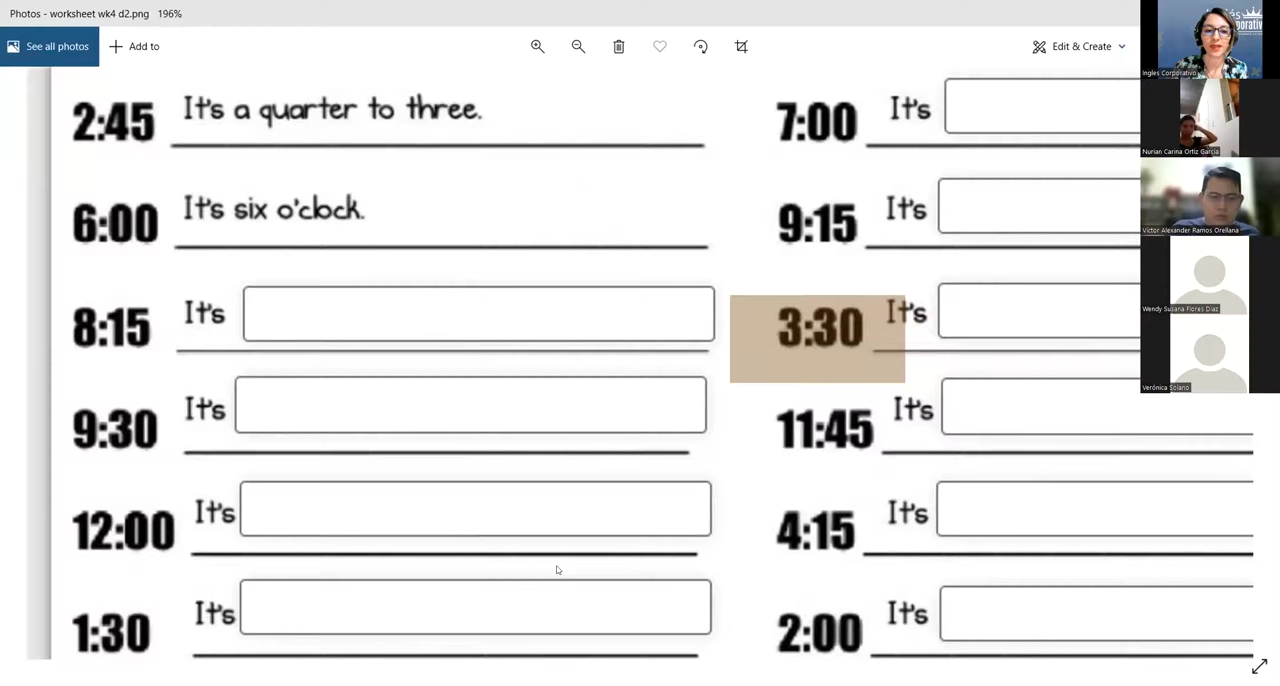 Photos - worksheet wk4 d2.png 196%
See all photos
Add to
Edit & Create
2:45 It's a quarter to three.
6:00 It's six o'clock.
8:15 It's
9:30 It's
12:00 It's
1:30 It's
7:00 It's
9:15 It's
3:30 It's
11:45 It's
4:15 It's
2:00 It's
Ingles Corporativo
Nurian Carina Ortiz Garcia
Víctor Alexander Ramos Orellana
Wendy Susana Flores Diaz
Verónica Solano